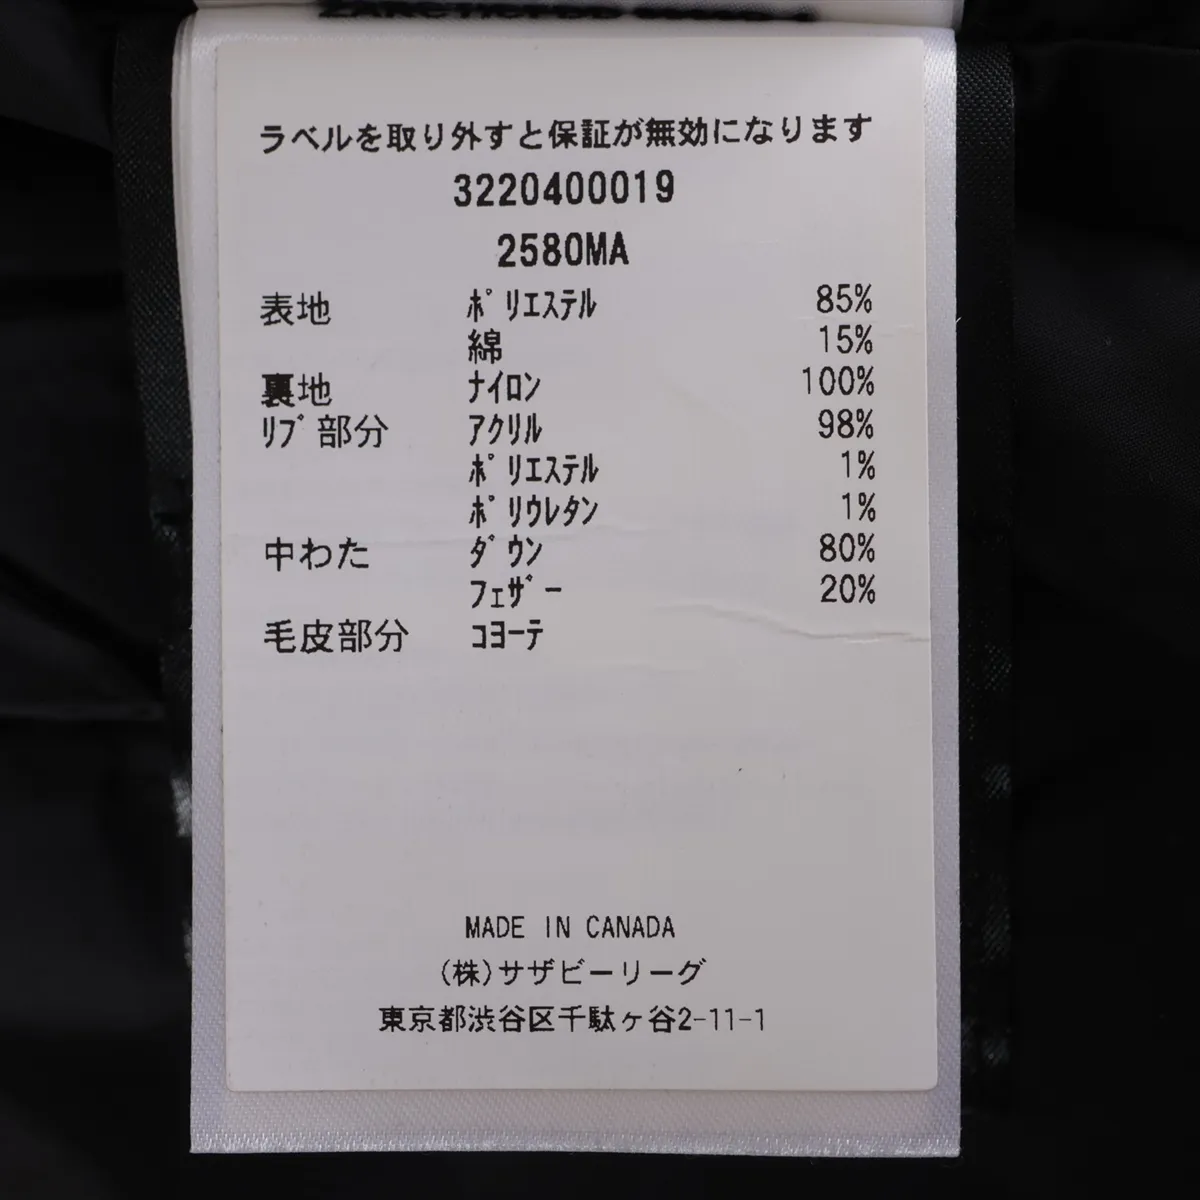 ラベルを取り外すと保証が無効になります
3220400019
2580MA
表地 ポリエステル 85%
綿 15%
裏地 ナイロン 100%
リブ部分 アクリル 98%
ポリエステル 1%
ポリウレタン 1%
中わた ダウン 80%
フェザー 20%
毛皮部分 コヨーテ
MADE IN CANADA
(株)サザビーリーグ
東京都渋谷区千駄ヶ谷2-11-1